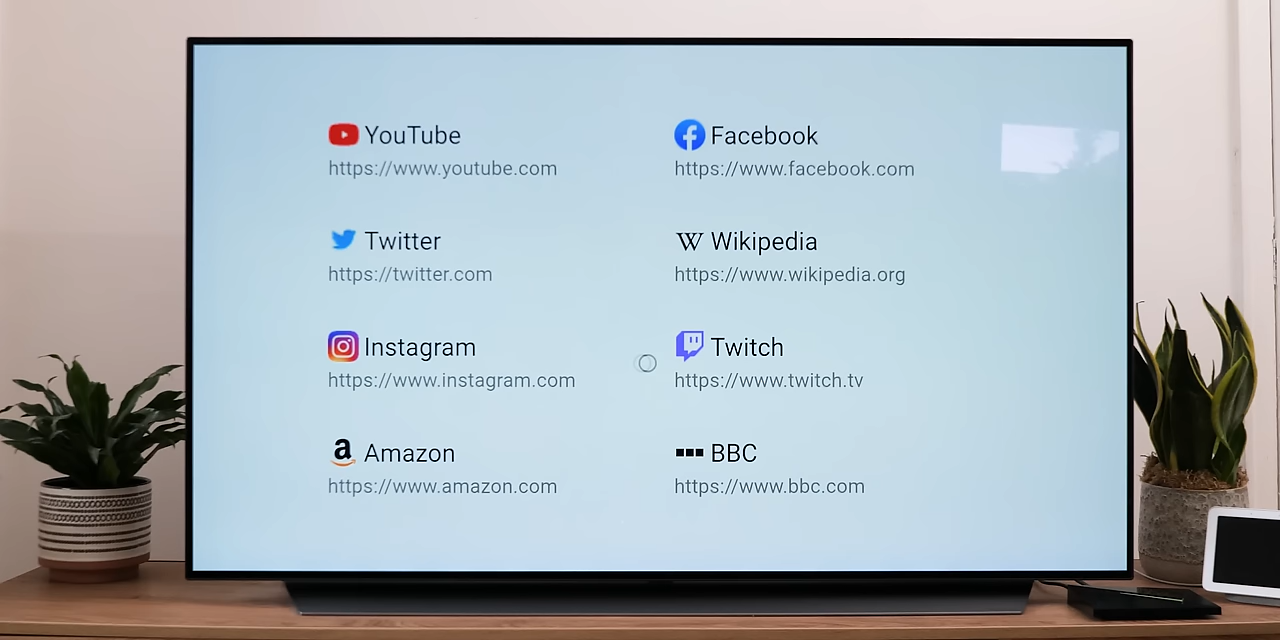 YouTube
https://www.youtube.com
Facebook
https://www.facebook.com
Twitter
https://twitter.com
Wikipedia
https://www.wikipedia.org
Instagram
https://www.instagram.com
Twitch
https://www.twitch.tv
Amazon
https://www.amazon.com
BBC
https://www.bbc.com